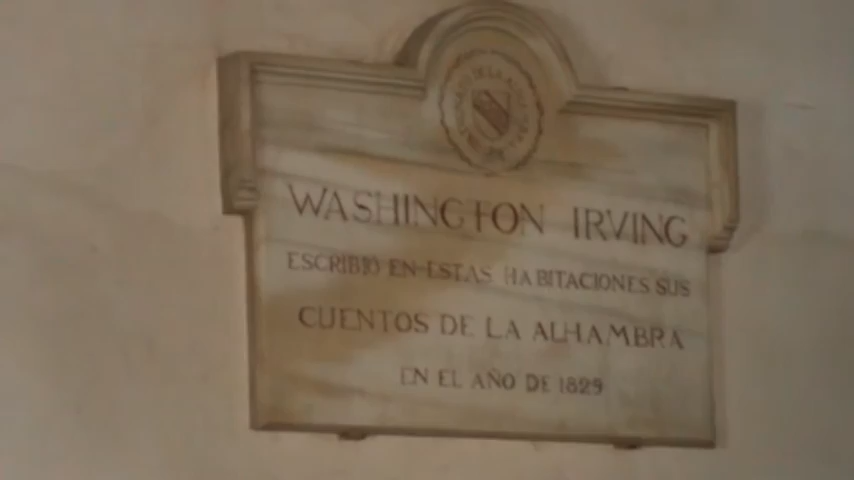 WASHINGTON IRVING
ESCRIBIO EN ESTAS HABITACIONES SUS
CUENTOS DE LA ALHAMBRA
EN EL AÑO DE 1829